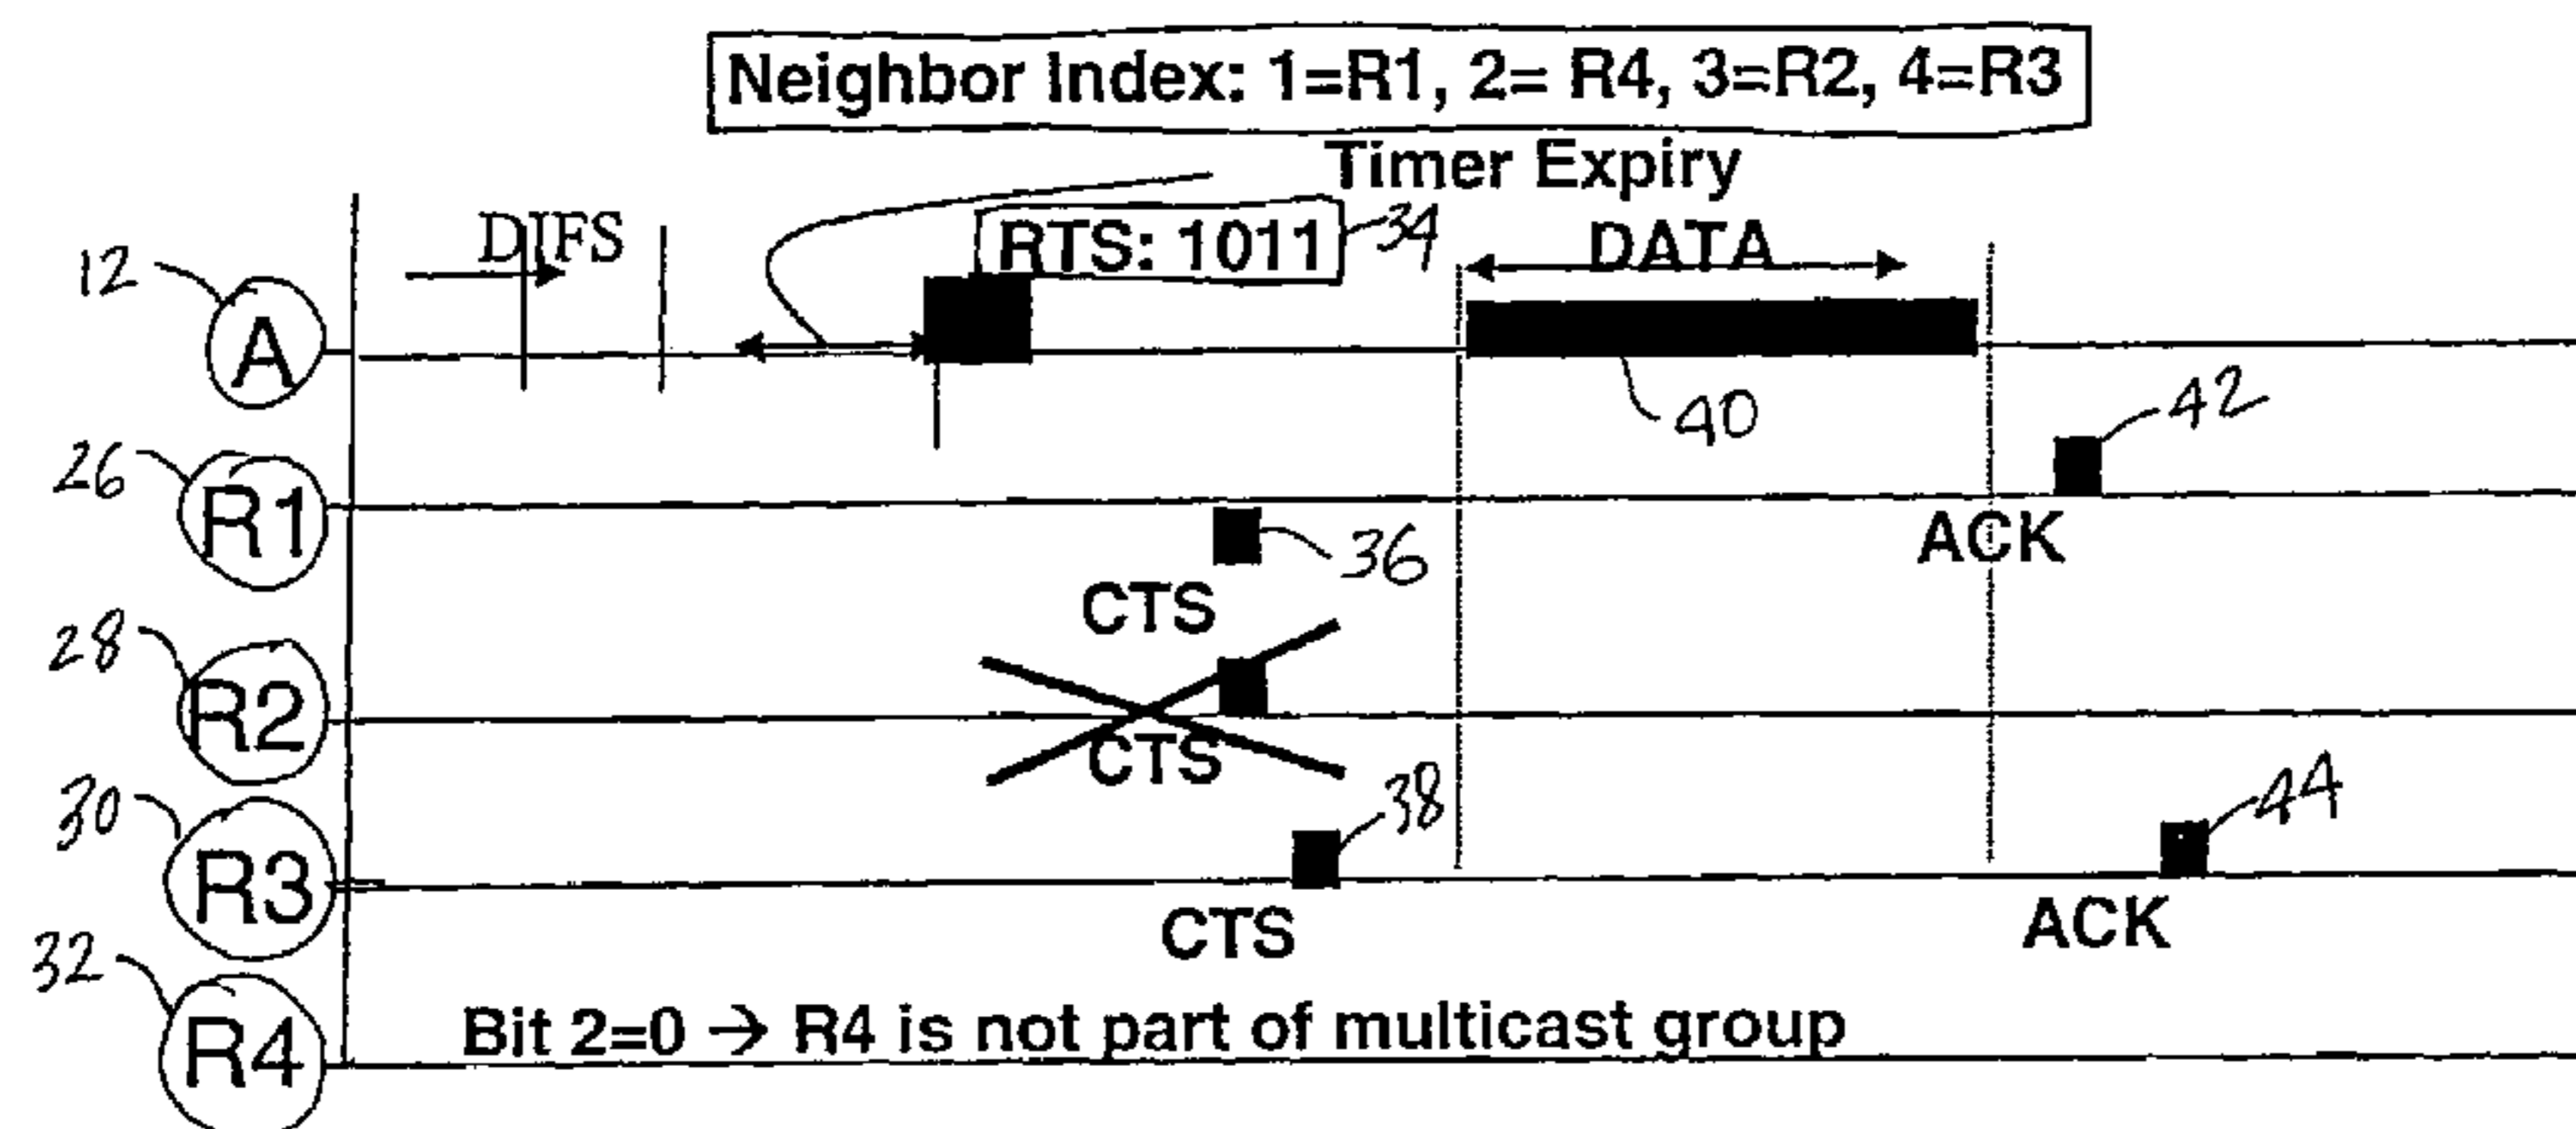 Neighbor Index: 1=R1, 2= R4, 3=R2, 4=R3
Timer Expiry
DIFS
RTS: 1011
34
DATA
12
A
40
42
26
R1
36
ACK
CTS
28
R2
CTS
30
R3
38
44
CTS
ACK
32
R4
Bit 2=0 → R4 is not part of multicast group